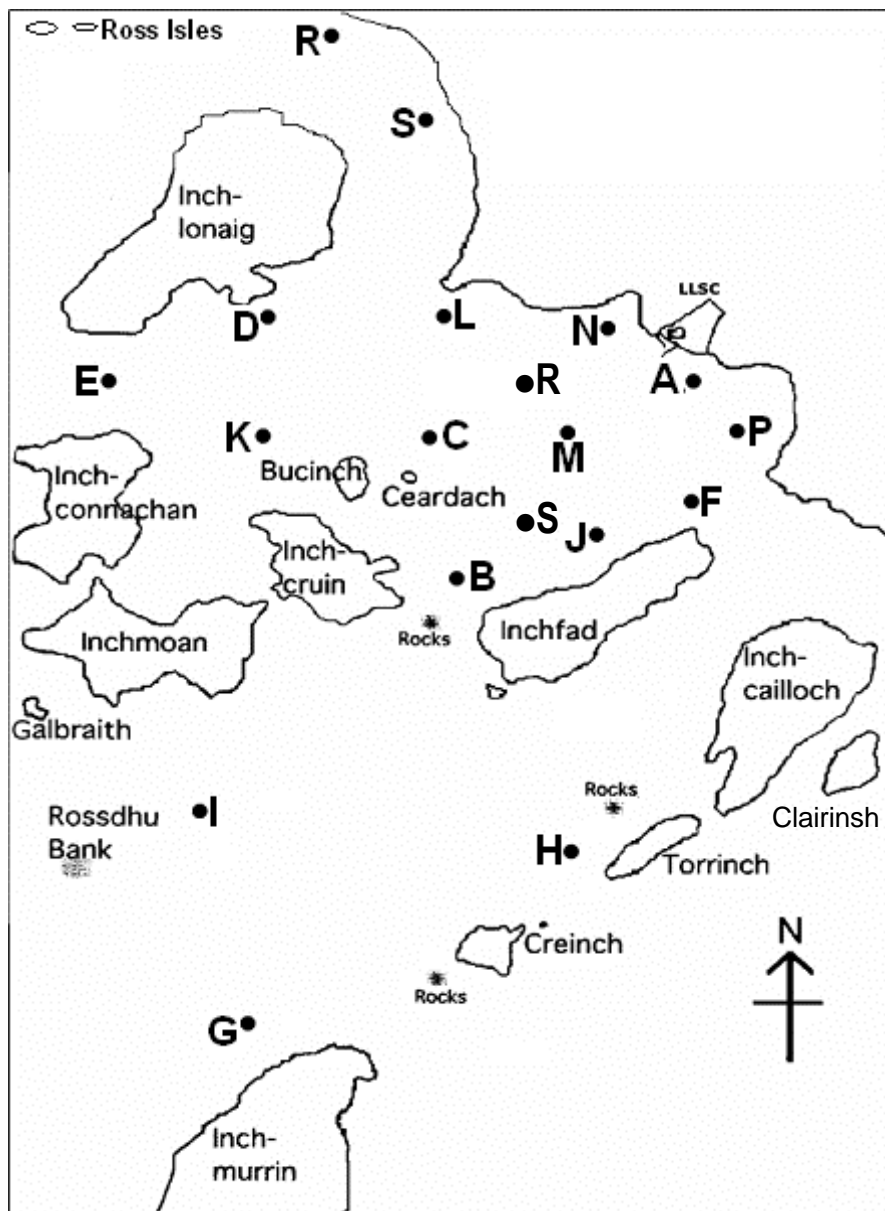 Ross Isles
R
S
Inch-
lonaig
LLSC
D
L
N
E
R
A
K
C
M
P
Bucinch
Inch-
connachan
Ceardach
F
S
J
Inch-
cruin
B
Inchmoan
Rocks
Inchfad
Inch-
cailloch
Galbraith
Rocks
Rossdhu
Bank
I
Clairinsh
H
Torrinch
N
Creinch
Rocks
G
Inch-
murrin